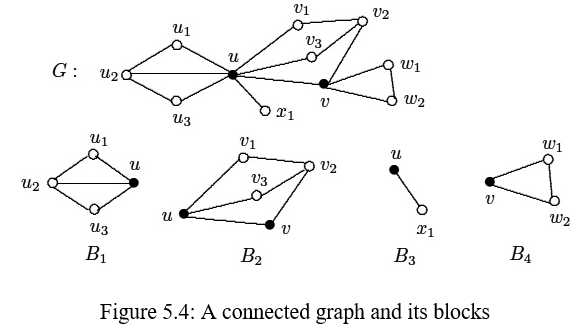 v₁
v₂
u₁
v₃
u
G : u₂
w₁
v
w₂
u₃
x₁
u₁
v₁
u
w₁
u
v₂
u₂
v₃
v
u
v
x₁
w₂
u₃
B₁
B₂
B₃
B₄
Figure 5.4: A connected graph and its blocks